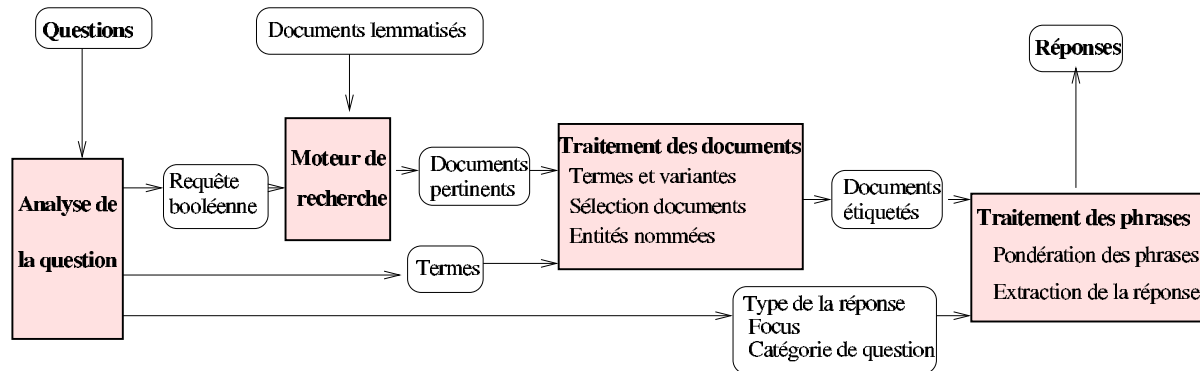 Questions
Documents lemmatisés
Réponses
Analyse de
la question
Requête
booléenne
Moteur de
recherche
Documents
pertinents
Termes
Traitement des documents
Termes et variantes
Sélection documents
Entités nommées
Documents
étiquetés
Type de la réponse
Focus
Catégorie de question
Traitement des phrases
Pondération des phrases
Extraction de la réponse